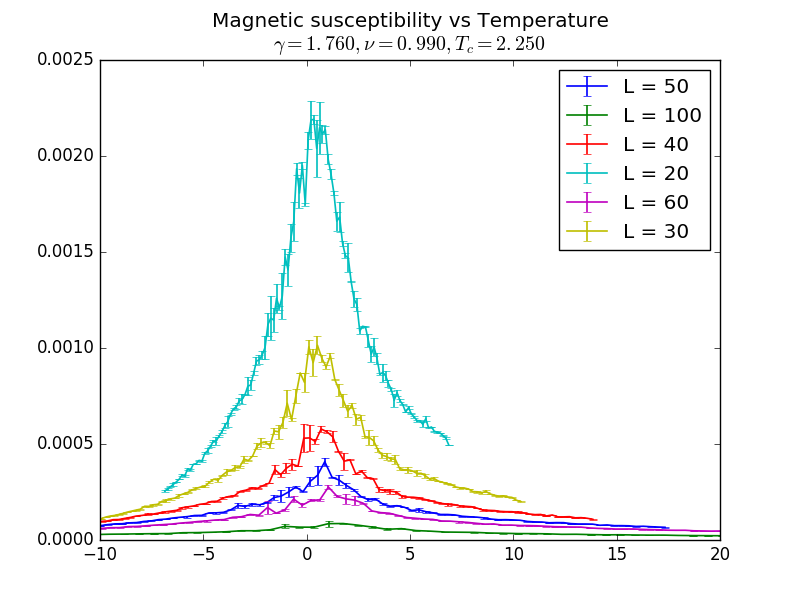 Magnetic susceptibility vs Temperature
γ = 1.760, ν = 0.990, T_c = 2.250
0.0025
0.0020
0.0015
0.0010
0.0005
0.0000
−10
−5
0
5
10
15
20
L = 50
L = 100
L = 40
L = 20
L = 60
L = 30